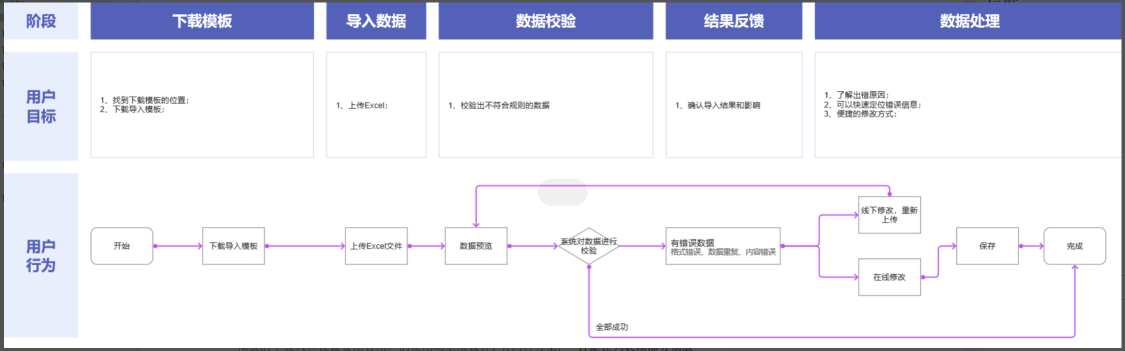 阶段
下载模板
导入数据
数据校验
结果反馈
数据处理
用户
目标
1、找到下载模板的位置;
2、下载导入模板;
1、上传Excel;
1、校验出不符合规则的数据
1、确认导入结果和影响
1、了解出错原因;
2、可以快速定位错误信息;
3、便捷的修改方式;
用户
行为
开始
下载导入模板
上传Excel文件
数据预览
系统对数据进行
校验
有错误数据
格式错误、数据重复、内容错误
线下修改，重新
上传
在线修改
保存
完成
全部成功